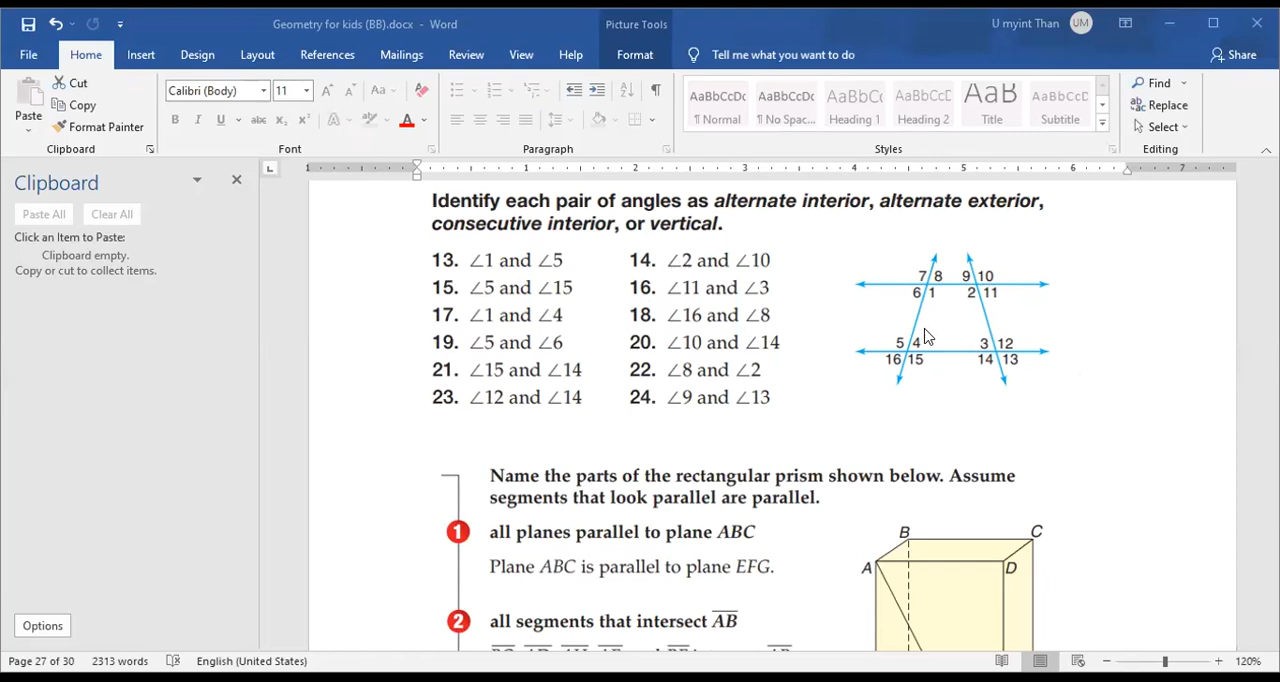 Geometry for kids (BB).docx - Word
Picture Tools
U myint Than
UM
File
Home
Insert
Design
Layout
References
Mailings
Review
View
Help
Format
Tell me what you want to do
Share
Paste
Cut
Copy
Format Painter
Clipboard
Calibri (Body)
11
Font
Paragraph
AaBbCcDc
¶ Normal
AaBbCcDc
¶ No Spac...
AaBbCc
Heading 1
AaBbCcD
Heading 2
AaB
Title
AaBbCcD
Subtitle
Styles
Find
Replace
Select
Editing
1 1 2 3 4 5 6 7
Clipboard
Paste All
Clear All
Click an Item to Paste:
Clipboard empty.
Copy or cut to collect items.
Options
Identify each pair of angles as alternate interior, alternate exterior,
consecutive interior, or vertical.
13. ∠1 and ∠5
14. ∠2 and ∠10
15. ∠5 and ∠15
16. ∠11 and ∠3
17. ∠1 and ∠4
18. ∠16 and ∠8
19. ∠5 and ∠6
20. ∠10 and ∠14
21. ∠15 and ∠14
22. ∠8 and ∠2
23. ∠12 and ∠14
24. ∠9 and ∠13
7 8 9 10
6 1 2 11
5 4 3 12
16 15 14 13
Name the parts of the rectangular prism shown below. Assume
segments that look parallel are parallel.
1 all planes parallel to plane ABC
Plane ABC is parallel to plane EFG.
2 all segments that intersect AB
B
C
A
D
Page 27 of 30
2313 words
English (United States)
120%